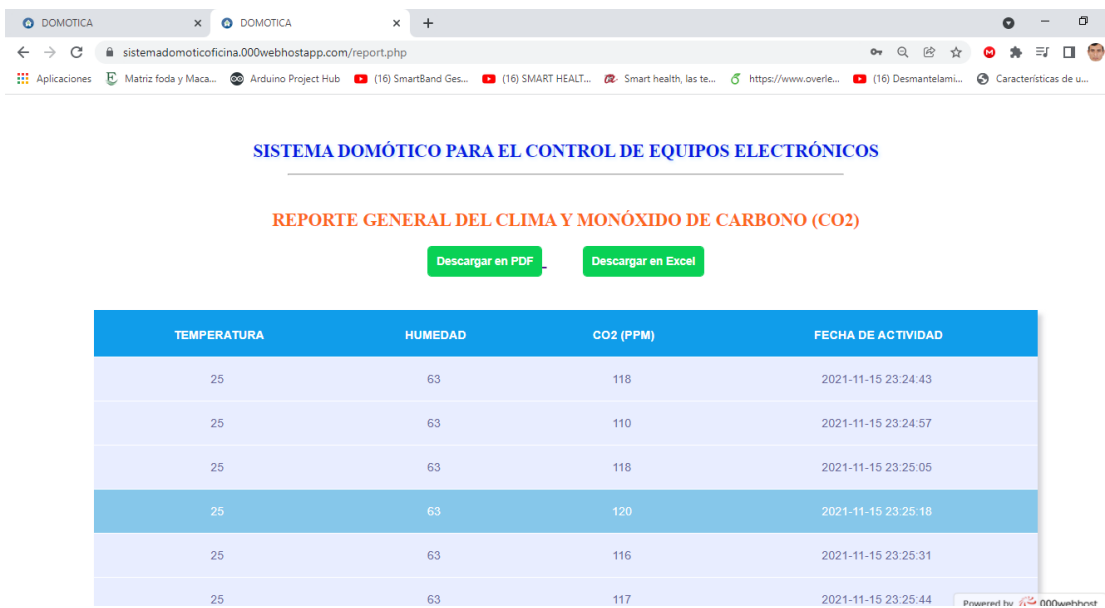 DOMOTICA DOMOTICA
sistemadomoticoficina.000webhostapp.com/report.php
Aplicaciones Matriz foda y Maca... Arduino Project Hub (16) SmartBand Ges... (16) SMART HEALT... Smart health, las te... https://www.overle... (16) Desmantelami... Características de u...
SISTEMA DOMÓTICO PARA EL CONTROL DE EQUIPOS ELECTRÓNICOS
REPORTE GENERAL DEL CLIMA Y MONÓXIDO DE CARBONO (CO2)
Descargar en PDF Descargar en Excel
TEMPERATURA HUMEDAD CO2 (PPM) FECHA DE ACTIVIDAD
25 63 118 2021-11-15 23:24:43
25 63 110 2021-11-15 23:24:57
25 63 118 2021-11-15 23:25:05
25 63 120 2021-11-15 23:25:18
25 63 116 2021-11-15 23:25:31
25 63 117 2021-11-15 23:25:44
Powered by 000webhost